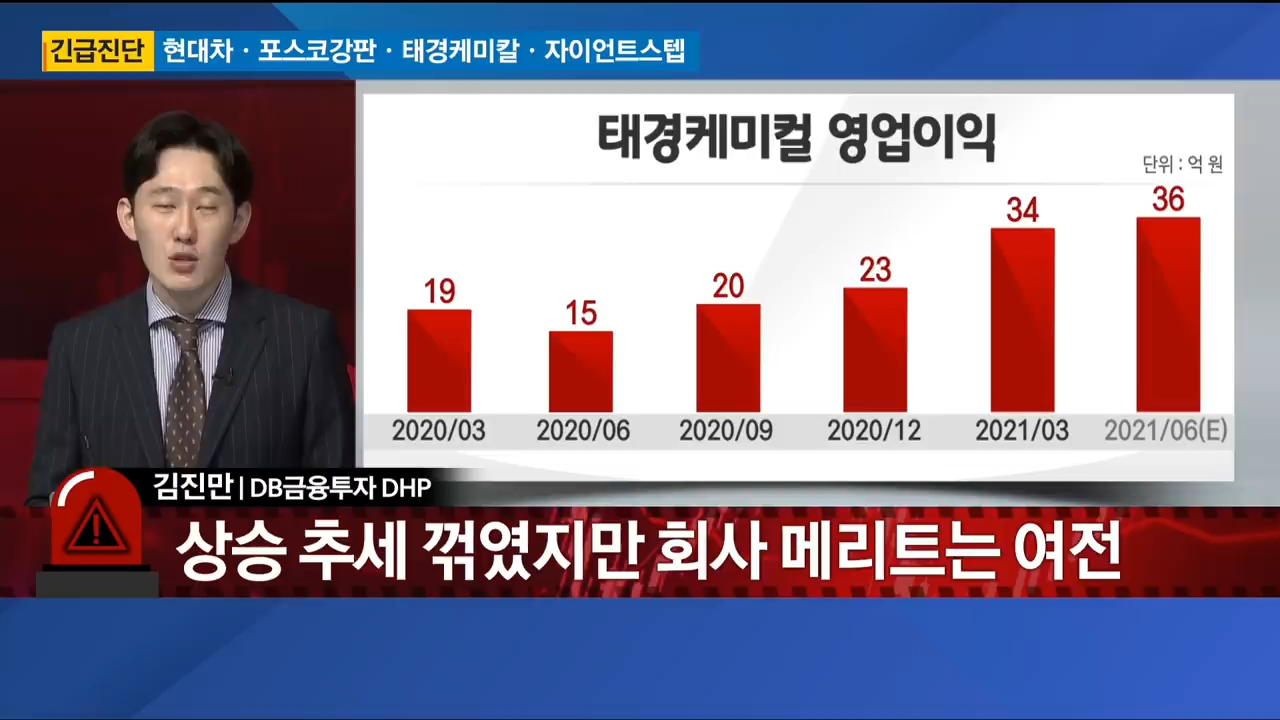 긴급진단 현대차 · 포스코강판 · 태경케미칼 · 자이언트스텝
태경케미컬 영업이익
단위 : 억 원
19 15 20 23 34 36
2020/03 2020/06 2020/09 2020/12 2021/03 2021/06(E)
김진만 | DB금융투자 DHP
상승 추세 꺾였지만 회사 메리트는 여전